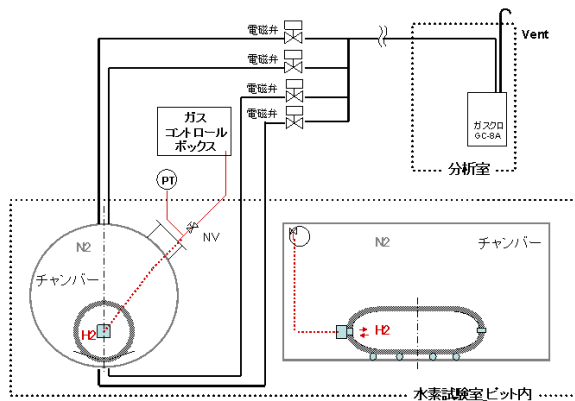 電磁弁
電磁弁
電磁弁
電磁弁
Vent
ガスクロ
GC-8A
分析室
ガス
コントロール
ボックス
PT
NV
N2
チャンバー
H2
N2
チャンバー
H2
水素試験室_ピット内